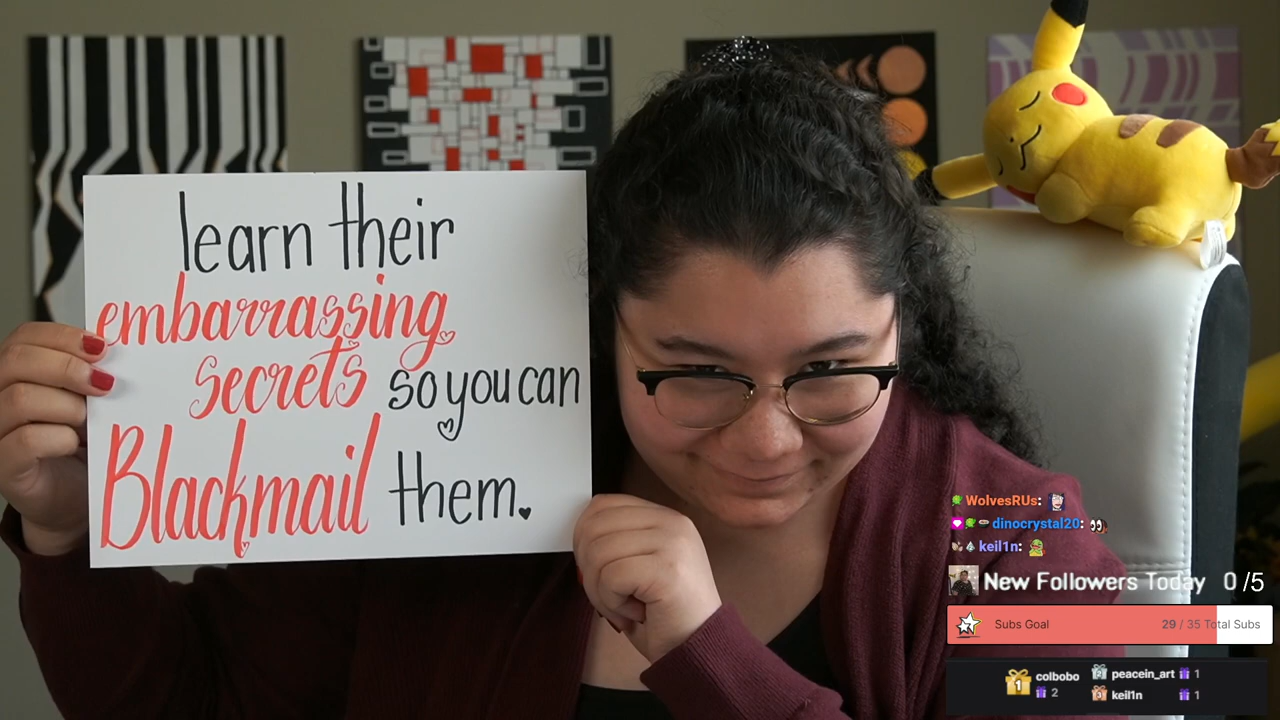 learn their
embarrassing
secrets so you can
Blackmail them.
WolvesRUs:
dinocrystal20:
keil1n:
New Followers Today 0 /5
Subs Goal 29 / 35 Total Subs
1 colbobo 2
peacein_art 1
keil1n 1